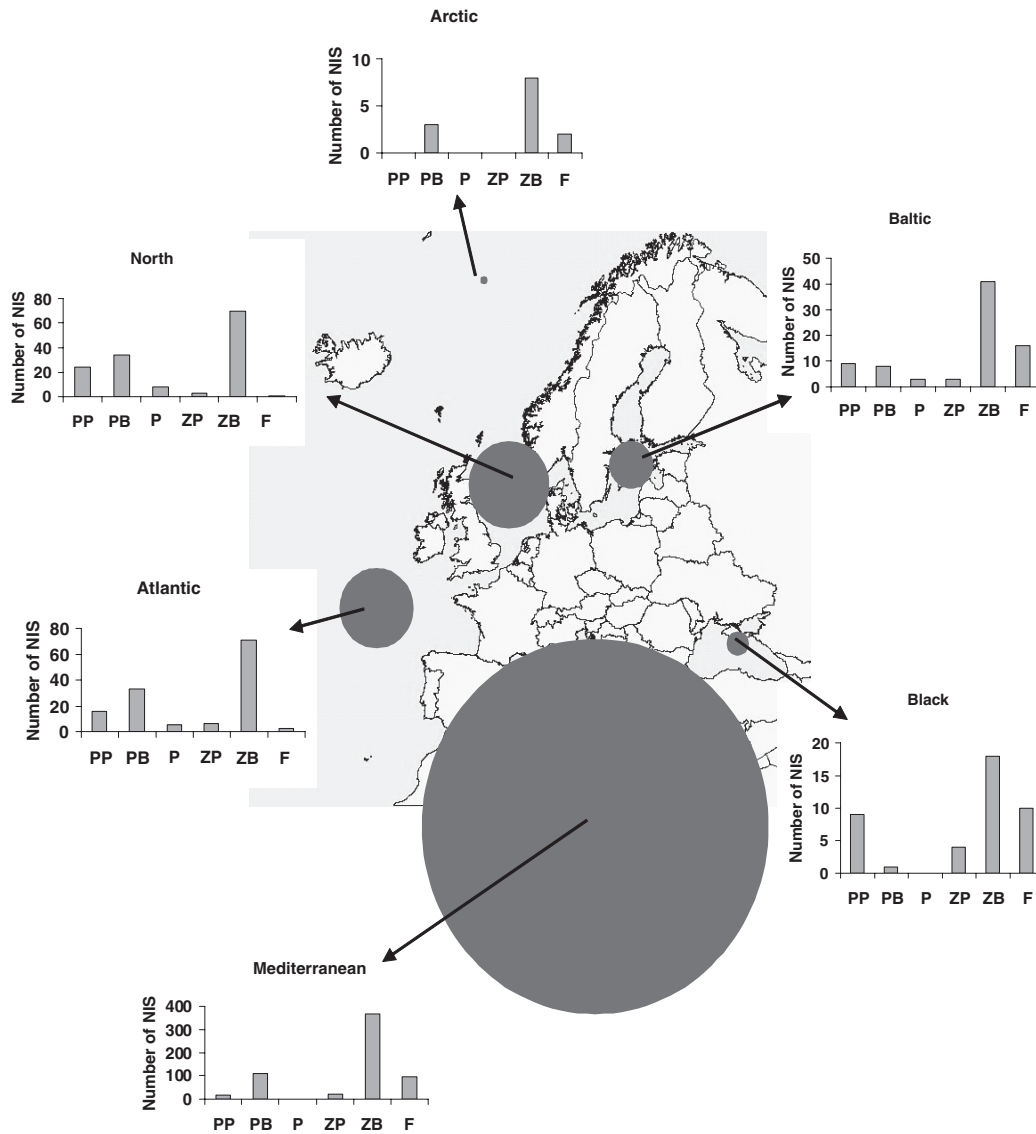 Arctic
Number of NIS
10
5
0
PP PB P ZP ZB F
North
Number of NIS
80
60
40
20
0
PP PB P ZP ZB F
Baltic
Number of NIS
50
40
30
20
10
0
PP PB P ZP ZB F
Atlantic
Number of NIS
80
60
40
20
0
PP PB P ZP ZB F
Black
Number of NIS
20
15
10
5
0
PP PB P ZP ZB F
Mediterranean
Number of NIS
400
300
200
100
0
PP PB P ZP ZB F